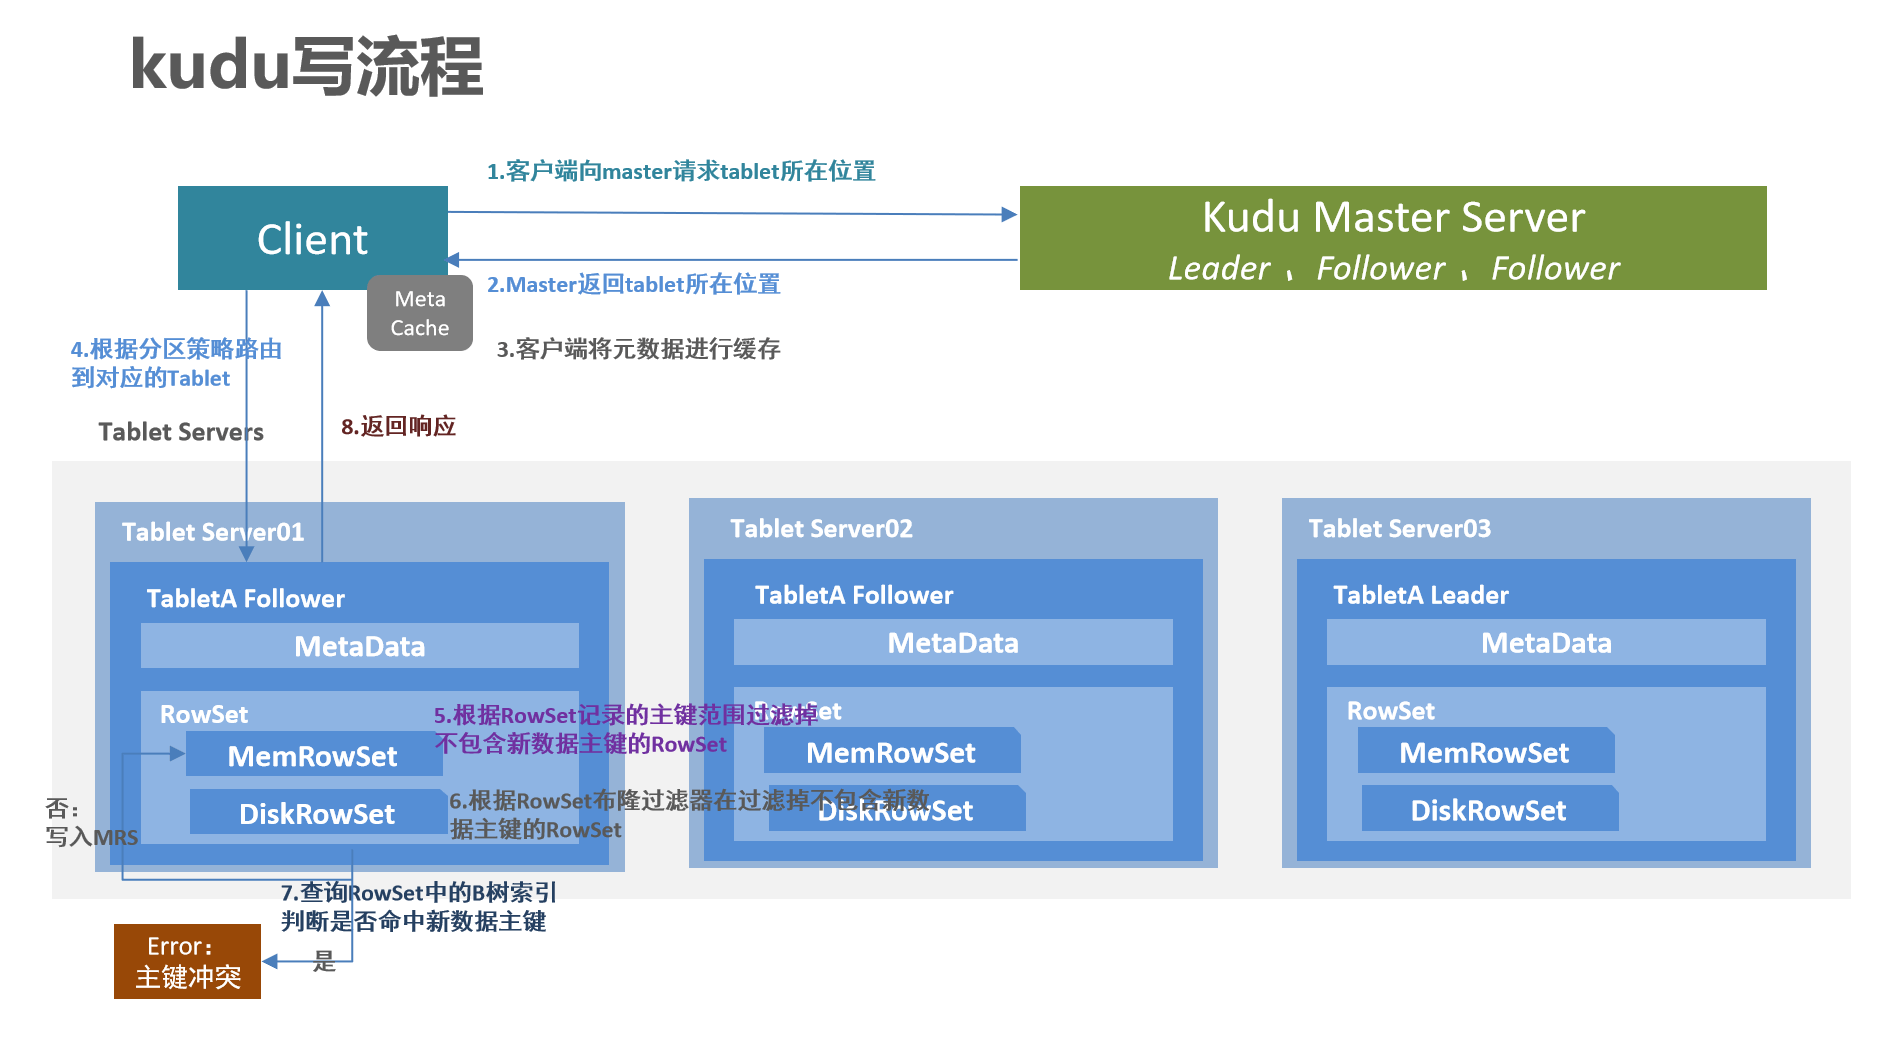 kudu写流程
1.客户端向master请求tablet所在位置
Client
Kudu Master Server
Leader 、Follower 、Follower
2.Master返回tablet所在位置
Meta
Cache
3.客户端将元数据进行缓存
4.根据分区策略路由
到对应的Tablet
8.返回响应
Tablet Servers
Tablet Server01
TabletA Follower
MetaData
RowSet
MemRowSet
DiskRowSet
5.根据RowSet记录的主键范围过滤掉
不包含新数据主键的RowSet
6.根据RowSet布隆过滤器在过滤掉不包含新数
据主键的RowSet
否：
写入MRS
7.查询RowSet中的B树索引
判断是否命中新数据主键
是
Error：
主键冲突
Tablet Server02
TabletA Follower
MetaData
RowSet
MemRowSet
DiskRowSet
Tablet Server03
TabletA Leader
MetaData
RowSet
MemRowSet
DiskRowSet